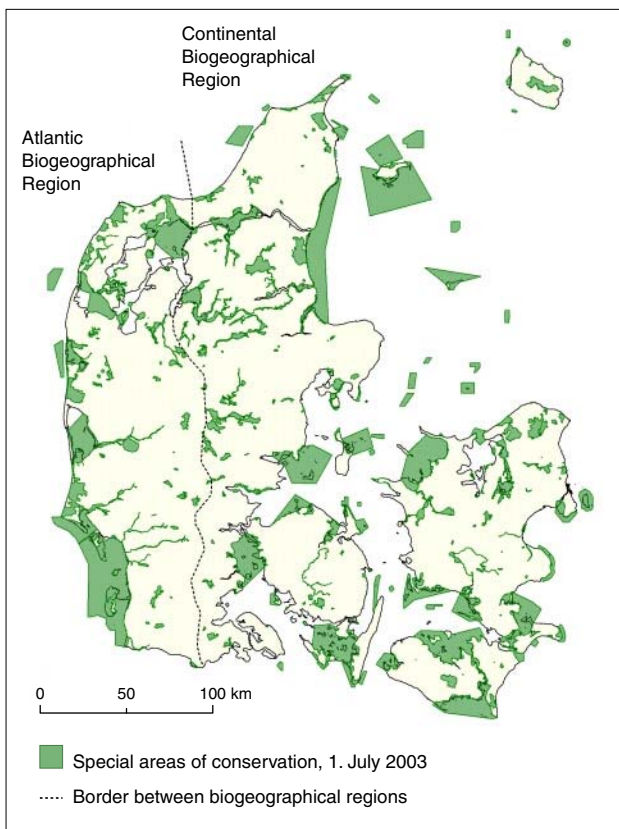 Continental
Biogeographical
Region
Atlantic
Biogeographical
Region
0 50 100 km
Special areas of conservation, 1. July 2003
Border between biogeographical regions